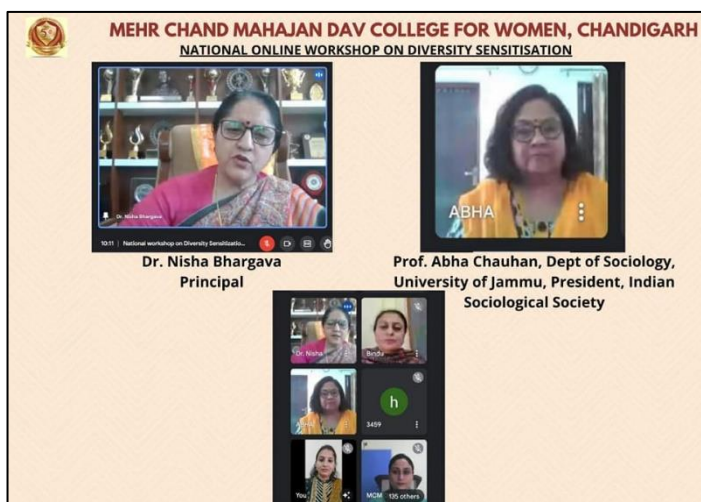 MEHR CHAND MAHAJAN DAV COLLEGE FOR WOMEN, CHANDIGARH
NATIONAL ONLINE WORKSHOP ON DIVERSITY SENSITISATION
Dr. Nisha Bhargava
10:11 | National workshop on Diversity Sensitizatio...
ABHA
Dr. Nisha Bhargava
Principal
Prof. Abha Chauhan, Dept of Sociology,
University of Jammu, President, Indian
Sociological Society
Dr. Nisha
Bindu
h
3459
You
MCM
135 others